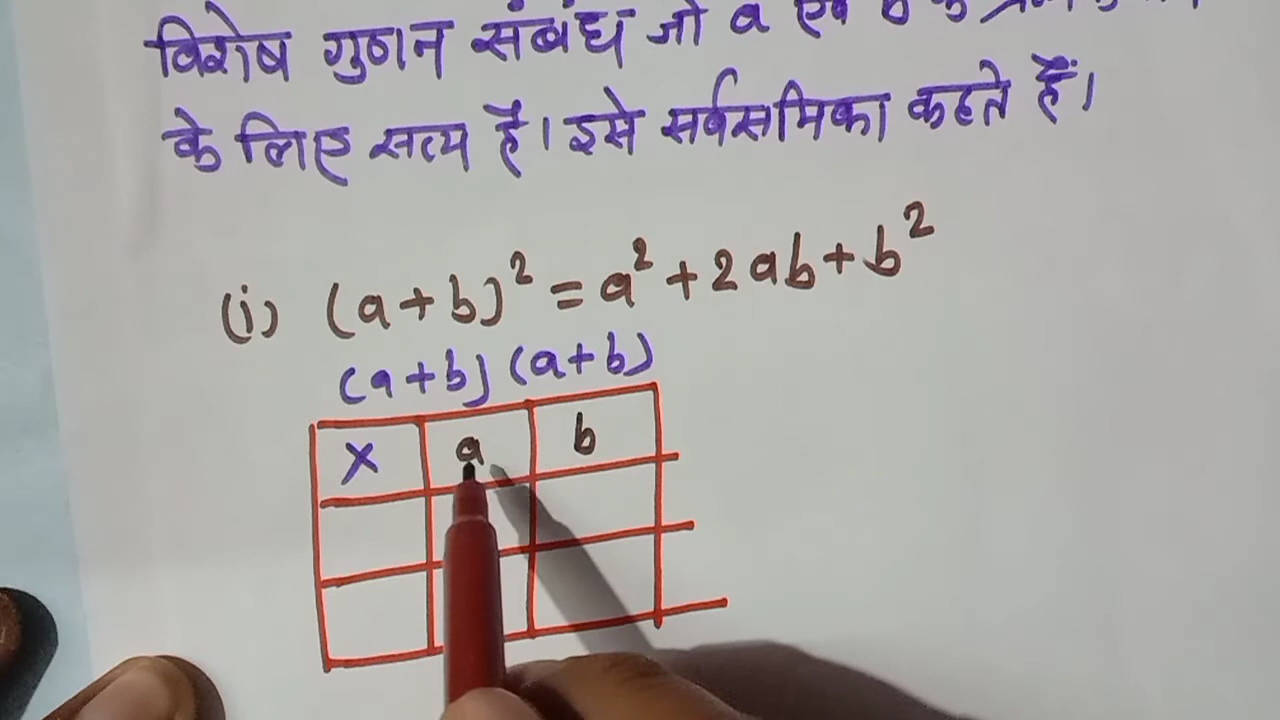 विशेष गुणन संबंध जो a एवं b के
के लिए सत्य है। इसे सर्वसमिका कहते हैं।
(i) (a+b)² = a² + 2ab + b²
(a+b) (a+b)
× a b